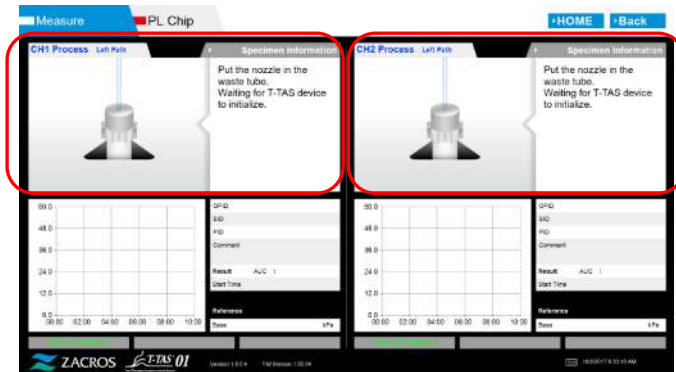 Measure
PL Chip
HOME
Back
CH1 Process Left Path
Specimen Information
Put the nozzle in the
waste tube.
Waiting for T-TAS device
to initialize.
CH2 Process Left Path
Specimen Information
Put the nozzle in the
waste tube.
Waiting for T-TAS device
to initialize.
60.0
48.0
36.0
24.0
12.0
0.0
00:00 02:00 04:00 06:00 08:00 10:00
OPID
SID
PID
Comment
Result AUC :
Start Time
Reference
Base kPa
60.0
48.0
36.0
24.0
12.0
0.0
00:00 02:00 04:00 06:00 08:00 10:00
OPID
SID
PID
Comment
Result AUC :
Start Time
Reference
Base kPa
ZACROS
T-TAS 01